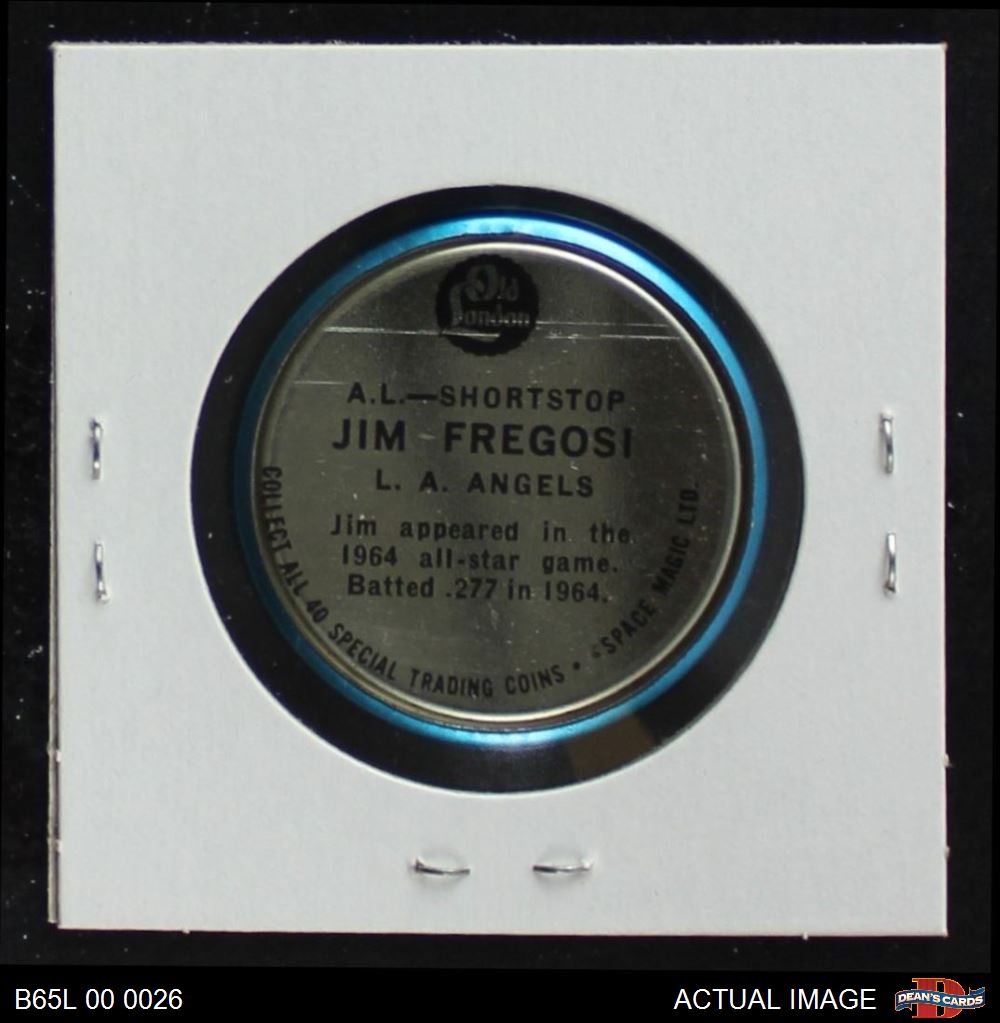 Old
London
A.L.—SHORTSTOP
JIM FREGOSI
L. A. ANGELS
Jim appeared in the
1964 all-star game.
Batted .277 in 1964.
COLLECT ALL 40 SPECIAL TRADING COINS • ©SPACE MAGIC LTD.
B65L 00 0026
ACTUAL IMAGE
D
DEAN'S CARDS